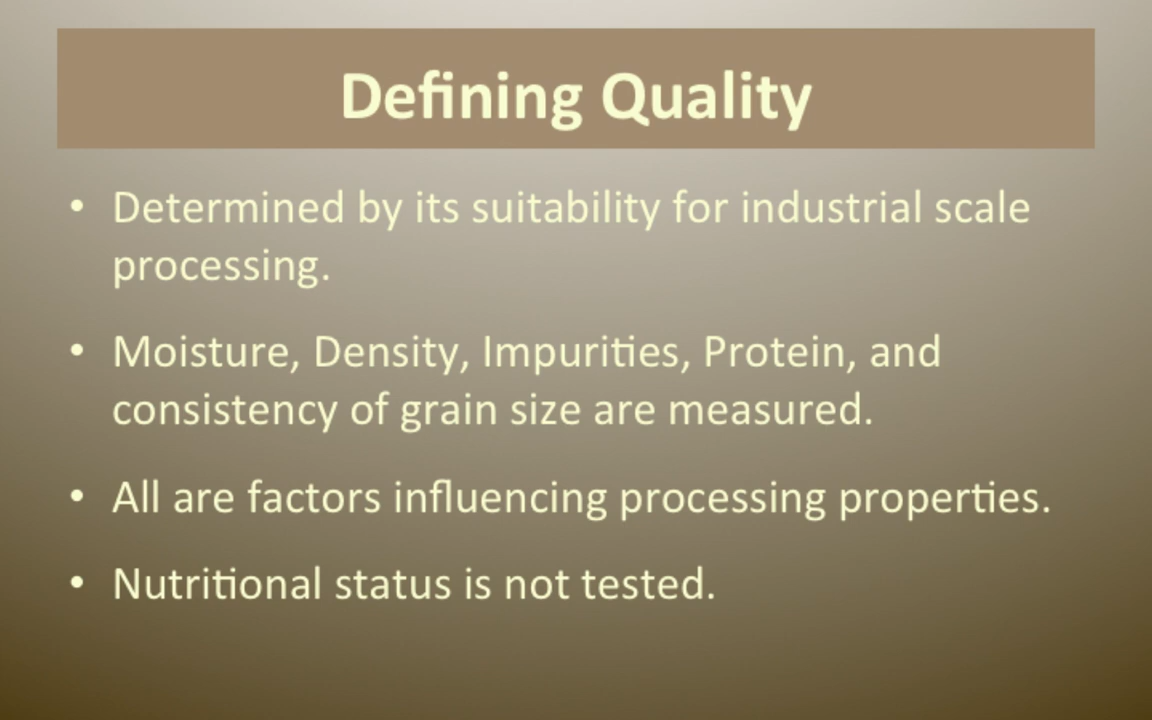 Defining Quality
• Determined by its suitability for industrial scale
processing.
• Moisture, Density, Impurities, Protein, and
consistency of grain size are measured.
• All are factors influencing processing properties.
• Nutritional status is not tested.